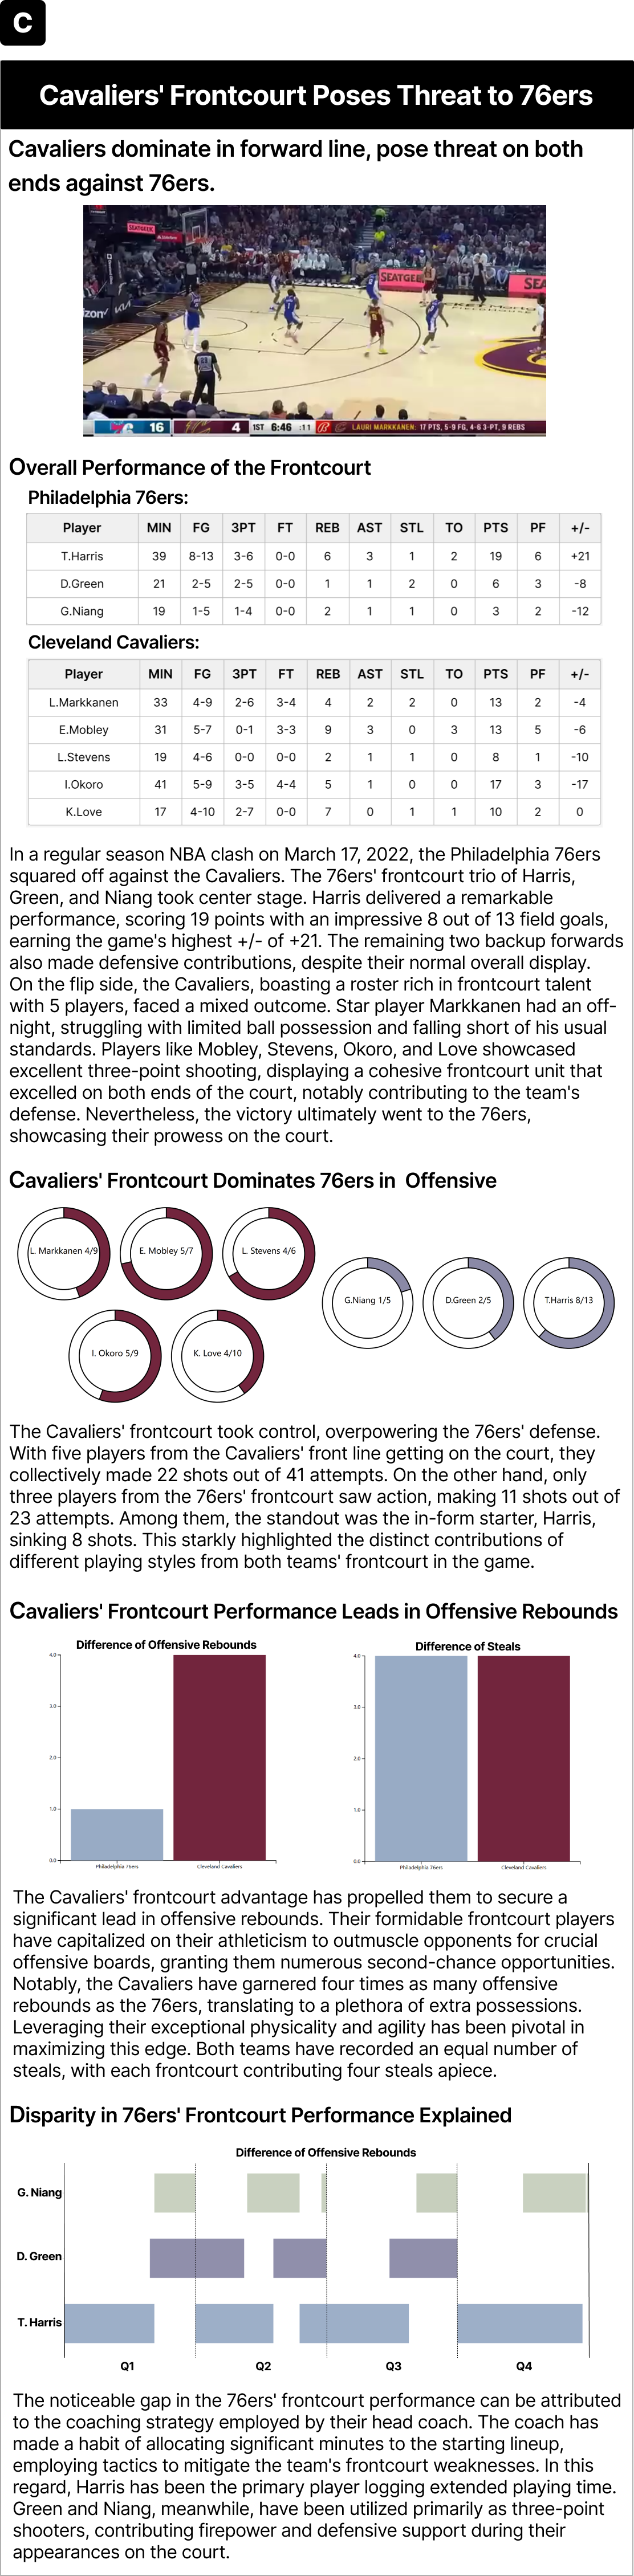 C
Cavaliers' Frontcourt Poses Threat to 76ers
Cavaliers dominate in forward line, pose threat on both
ends against 76ers.
SEATGEEK
SEATGEEK
SEA
16 4 1ST 6:46 :11 LAURI MARKKANEN: 17 PTS, 5-9 FG, 4-6 3-PT, 9 REBS
Overall Performance of the Frontcourt
Philadelphia 76ers:
Player MIN FG 3PT FT REB AST STL TO PTS PF +/-
T.Harris 39 8-13 3-6 0-0 6 3 1 2 19 6 +21
D.Green 21 2-5 2-5 0-0 1 1 2 0 6 3 -8
G.Niang 19 1-5 1-4 0-0 2 1 1 0 3 2 -12
Cleveland Cavaliers:
Player MIN FG 3PT FT REB AST STL TO PTS PF +/-
L.Markkanen 33 4-9 2-6 3-4 4 2 2 0 13 2 -4
E.Mobley 31 5-7 0-1 3-3 9 3 0 3 13 5 -6
L.Stevens 19 4-6 0-0 0-0 2 1 1 0 8 1 -10
I.Okoro 41 5-9 3-5 4-4 5 1 0 0 17 3 -17
K.Love 17 4-10 2-7 0-0 7 0 1 1 10 2 0
In a regular season NBA clash on March 17, 2022, the Philadelphia 76ers
squared off against the Cavaliers. The 76ers' frontcourt trio of Harris,
Green, and Niang took center stage. Harris delivered a remarkable
performance, scoring 19 points with an impressive 8 out of 13 field goals,
earning the game's highest +/- of +21. The remaining two backup forwards
also made defensive contributions, despite their normal overall display.
On the flip side, the Cavaliers, boasting a roster rich in frontcourt talent
with 5 players, faced a mixed outcome. Star player Markkanen had an off-
night, struggling with limited ball possession and falling short of his usual
standards. Players like Mobley, Stevens, Okoro, and Love showcased
excellent three-point shooting, displaying a cohesive frontcourt unit that
excelled on both ends of the court, notably contributing to the team's
defense. Nevertheless, the victory ultimately went to the 76ers,
showcasing their prowess on the court.
Cavaliers' Frontcourt Dominates 76ers in Offensive
L. Markkanen 4/9 E. Mobley 5/7 L. Stevens 4/6
G.Niang 1/5 D.Green 2/5 T.Harris 8/13
I. Okoro 5/9 K. Love 4/10
The Cavaliers' frontcourt took control, overpowering the 76ers' defense.
With five players from the Cavaliers' front line getting on the court, they
collectively made 22 shots out of 41 attempts. On the other hand, only
three players from the 76ers' frontcourt saw action, making 11 shots out of
23 attempts. Among them, the standout was the in-form starter, Harris,
sinking 8 shots. This starkly highlighted the distinct contributions of
different playing styles from both teams' frontcourt in the game.
Cavaliers' Frontcourt Performance Leads in Offensive Rebounds
Difference of Offensive Rebounds
4.0
3.0
2.0
1.0
0.0
Philadelphia 76ers Cleveland Cavaliers
Difference of Steals
4.0
3.0
2.0
1.0
0.0
Philadelphia 76ers Cleveland Cavaliers
The Cavaliers' frontcourt advantage has propelled them to secure a
significant lead in offensive rebounds. Their formidable frontcourt players
have capitalized on their athleticism to outmuscle opponents for crucial
offensive boards, granting them numerous second-chance opportunities.
Notably, the Cavaliers have garnered four times as many offensive
rebounds as the 76ers, translating to a plethora of extra possessions.
Leveraging their exceptional physicality and agility has been pivotal in
maximizing this edge. Both teams have recorded an equal number of
steals, with each frontcourt contributing four steals apiece.
Disparity in 76ers' Frontcourt Performance Explained
Difference of Offensive Rebounds
G. Niang
D. Green
T. Harris
Q1 Q2 Q3 Q4
The noticeable gap in the 76ers' frontcourt performance can be attributed
to the coaching strategy employed by their head coach. The coach has
made a habit of allocating significant minutes to the starting lineup,
employing tactics to mitigate the team's frontcourt weaknesses. In this
regard, Harris has been the primary player logging extended playing time.
Green and Niang, meanwhile, have been utilized primarily as three-point
shooters, contributing firepower and defensive support during their
appearances on the court.